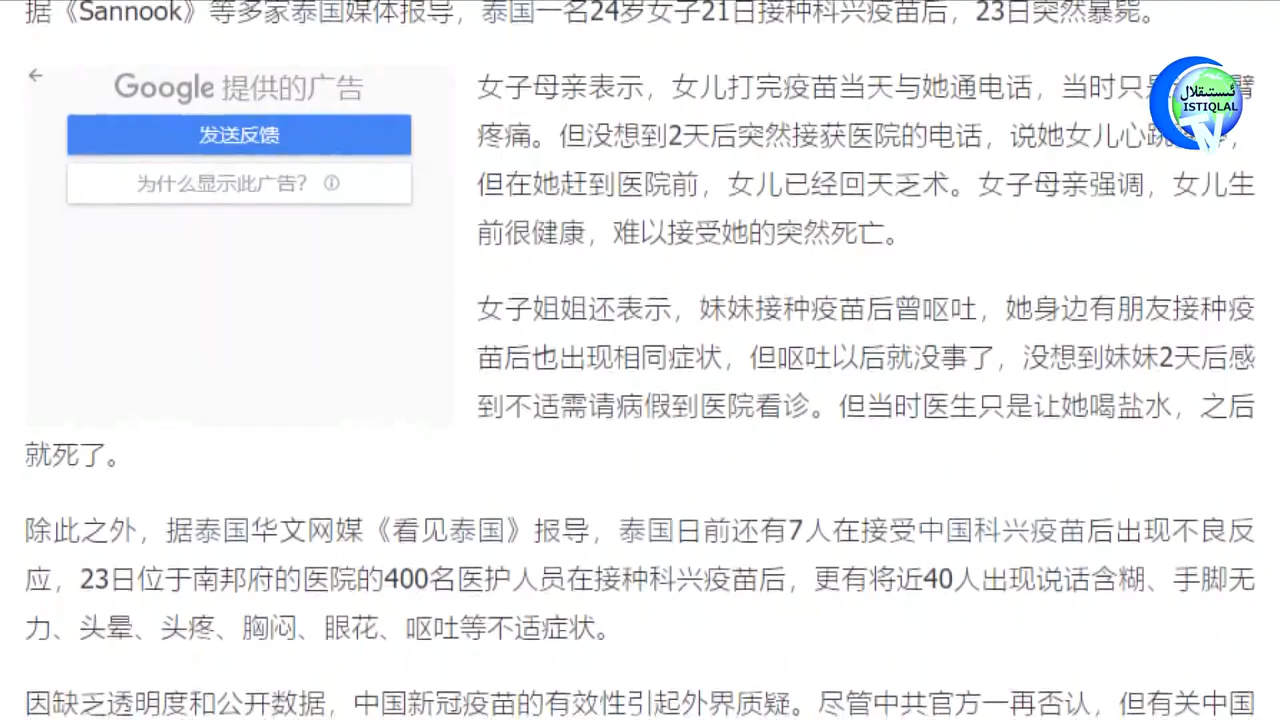 据《Sannook》等多家泰国媒体报导，泰国一名24岁女子21日接种科兴疫苗后，23日突然暴毙。
Google 提供的广告
发送反馈
为什么显示此广告？
女子母亲表示，女儿打完疫苗当天与她通电话，当时只是 臂
疼痛。但没想到2天后突然接获医院的电话，说她女儿心跳 ，
但在她赶到医院前，女儿已经回天乏术。女子母亲强调，女儿生
前很健康，难以接受她的突然死亡。
女子姐姐还表示，妹妹接种疫苗后曾呕吐，她身边有朋友接种疫
苗后也出现相同症状，但呕吐以后就没事了，没想到妹妹2天后感
到不适需请病假到医院看诊。但当时医生只是让她喝盐水，之后
就死了。
除此之外，据泰国华文网媒《看见泰国》报导，泰国日前还有7人在接受中国科兴疫苗后出现不良反
应，23日位于南邦府的医院的400名医护人员在接种科兴疫苗后，更有将近40人出现说话含糊、手脚无
力、头晕、头疼、胸闷、眼花、呕吐等不适症状。
因缺乏透明度和公开数据，中国新冠疫苗的有效性引起外界质疑。尽管中共官方一再否认，但有关中国
ئىستىقلال
ISTIQLAL
TV